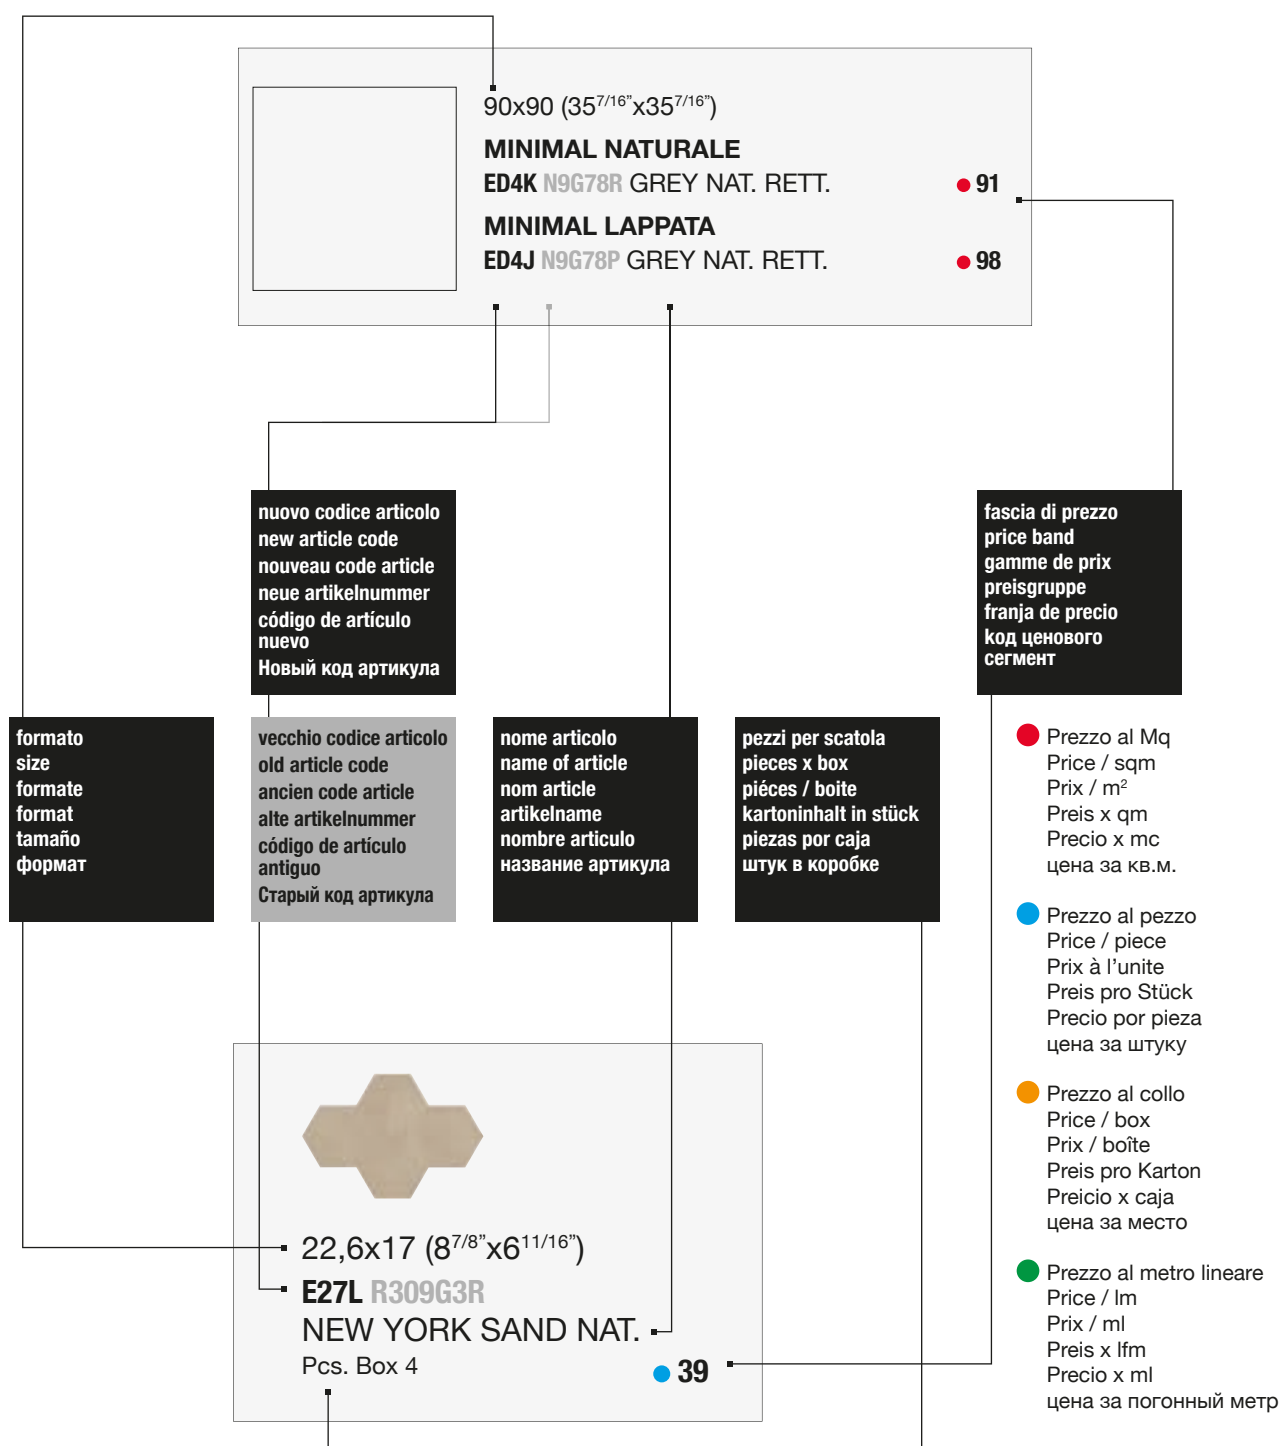 90x90 (35⁷/¹⁶”x35⁷/¹⁶”)
MINIMAL NATURALE
ED4K N9G78R GREY NAT. RETT. 91
MINIMAL LAPPATA
ED4J N9G78P GREY NAT. RETT. 98
nuovo codice articolo
new article code
nouveau code article
neue artikelnummer
código de artículo
nuevo
Новый код артикула
fascia di prezzo
price band
gamme de prix
preisgruppe
franja de precio
kод ценового
сегмент
formato
size
formate
format
tamaño
формат
vecchio codice articolo
old article code
ancien code article
alte artikelnummer
código de artículo
antiguo
Старый код артикула
nome articolo
name of article
nom article
artikelname
nombre articulo
название артикула
pezzi per scatola
pieces x box
piéces / boite
kartoninhalt in stück
piezas por caja
штук в коробке
Prezzo al Mq
Price / sqm
Prix / m²
Preis x qm
Precio x mc
цена за кв.м.
Prezzo al pezzo
Price / piece
Prix à l’unite
Preis pro Stück
Precio por pieza
цена за штуку
Prezzo al collo
Price / box
Prix / boîte
Preis pro Karton
Preicio x caja
цена за место
Prezzo al metro lineare
Price / lm
Prix / ml
Preis x lfm
Precio x ml
цена за погонный метр
22,6x17 (8⁷/⁸”x6¹¹/¹⁶”)
E27L R309G3R
NEW YORK SAND NAT.
Pcs. Box 4
39